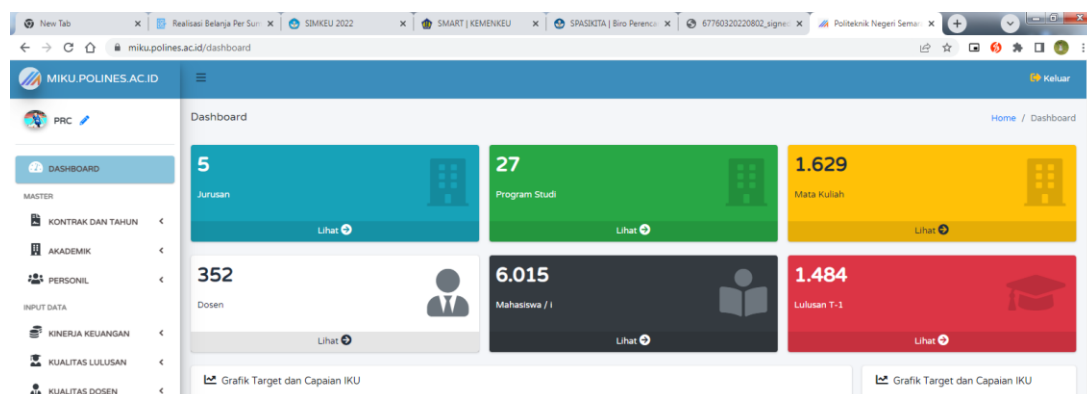 New Tab
Realisasi Belanja Per Sum
SIMKEU 2022
SMART | KEMENKEU
SPASIKITA | Biro Perenca
67760320220802_signed
Politeknik Negeri Semar
miku.polines.ac.id/dashboard
MIKU.POLINES.AC.ID
Keluar
PRC
Dashboard
Home / Dashboard
DASHBOARD
MASTER
KONTRAK DAN TAHUN
AKADEMIK
PERSONIL
INPUT DATA
KINERJA KEUANGAN
KUALITAS LULUSAN
KUALITAS DOSEN
5
Jurusan
Lihat
27
Program Studi
Lihat
1.629
Mata Kuliah
Lihat
352
Dosen
Lihat
6.015
Mahasiswa / i
Lihat
1.484
Lulusan T-1
Lihat
Grafik Target dan Capaian IKU
Grafik Target dan Capaian IKU